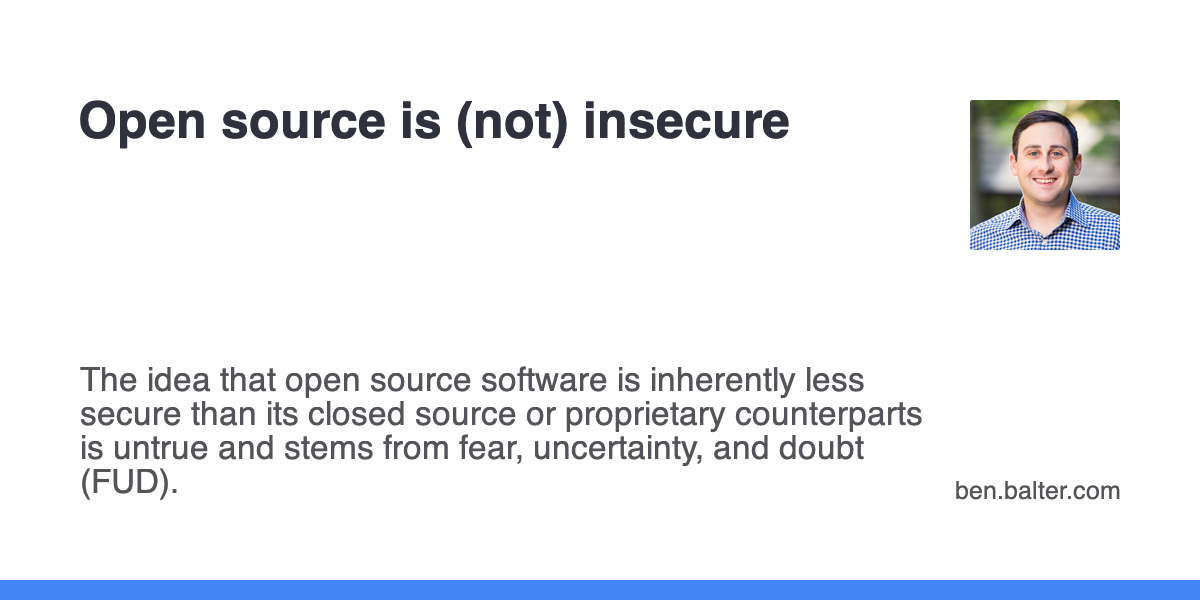 Open source is (not) insecure
The idea that open source software is inherently less
secure than its closed source or proprietary counterparts
is untrue and stems from fear, uncertainty, and doubt
(FUD).
ben.balter.com